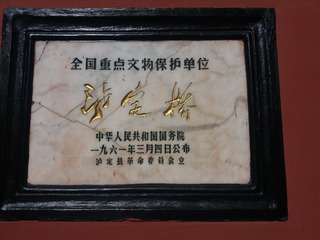 全国重点文物保护单位
泸定桥
中华人民共和国国务院
一九六一年三月四日公布
泸定县革命委员会立